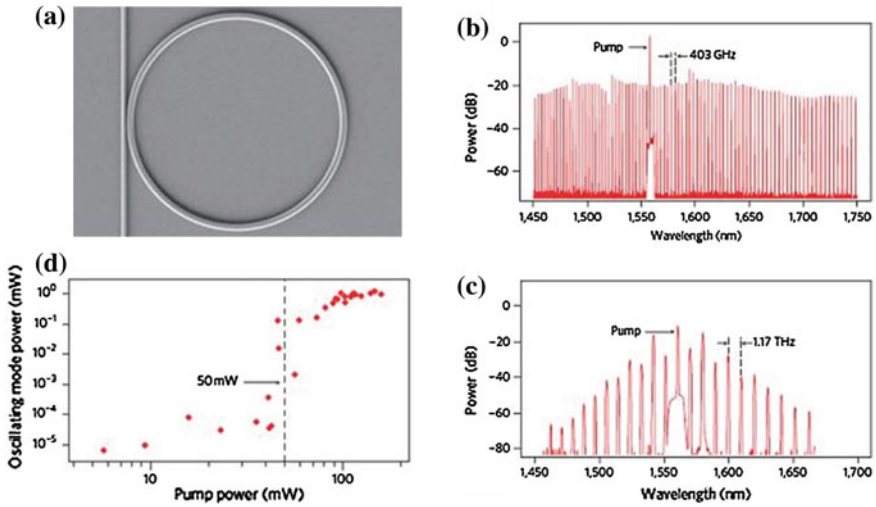 (a)
(b)
Power (dB)
0
−20
−40
−60
Pump
403 GHz
1,450
1,500
1,550
1,600
1,650
1,700
1,750
Wavelength (nm)
(d)
Oscillating mode power (mW)
10⁰
10⁻¹
10⁻²
10⁻³
10⁻⁴
10⁻⁵
50 mW
10
100
Pump power (mW)
(c)
Power (dB)
0
−20
−40
−60
−80
Pump
1.17 THz
1,450
1,500
1,550
1,600
1,650
1,700
Wavelength (nm)